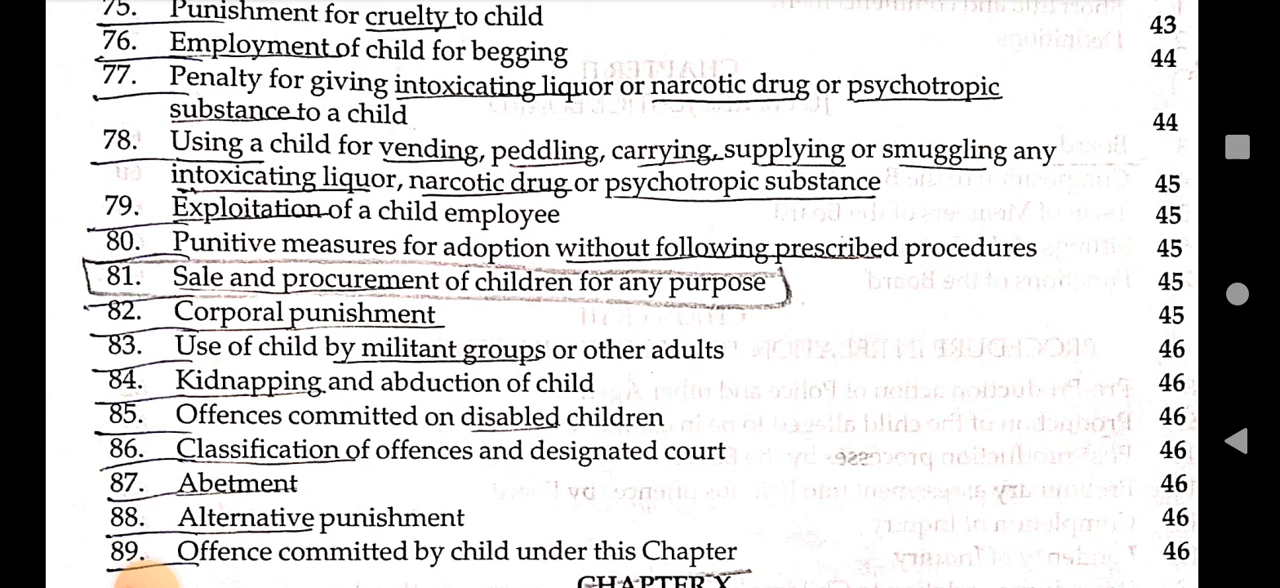 75. Punishment for cruelty to child 43
76. Employment of child for begging 44
77. Penalty for giving intoxicating liquor or narcotic drug or psychotropic
substance to a child 44
78. Using a child for vending, peddling, carrying, supplying or smuggling any
intoxicating liquor, narcotic drug or psychotropic substance 45
79. Exploitation of a child employee 45
80. Punitive measures for adoption without following prescribed procedures 45
81. Sale and procurement of children for any purpose 45
82. Corporal punishment 45
83. Use of child by militant groups or other adults 46
84. Kidnapping and abduction of child 46
85. Offences committed on disabled children 46
86. Classification of offences and designated court 46
87. Abetment 46
88. Alternative punishment 46
89. Offence committed by child under this Chapter 46
CHAPTER X